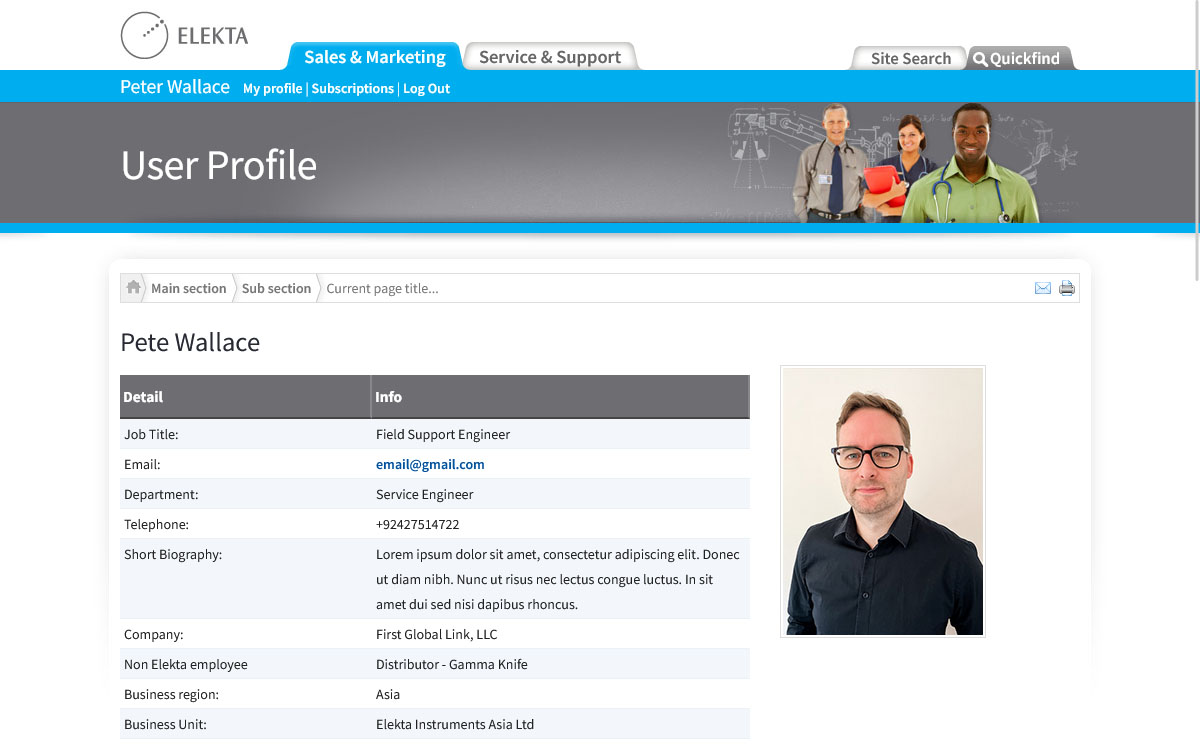 ELEKTA
Sales & Marketing
Service & Support
Site Search
Quickfind
Peter Wallace My profile | Subscriptions | Log Out
User Profile
Main section
Sub section
Current page title...
Pete Wallace
Detail Info
Job Title: Field Support Engineer
Email: email@gmail.com
Department: Service Engineer
Telephone: +92427514722
Short Biography: Lorem ipsum dolor sit amet, consectetur adipiscing elit. Donec
ut diam nibh. Nunc ut risus nec lectus congue luctus. In sit
amet dui sed nisi dapibus rhoncus.
Company: First Global Link, LLC
Non Elekta employee Distributor - Gamma Knife
Business region: Asia
Business Unit: Elekta Instruments Asia Ltd